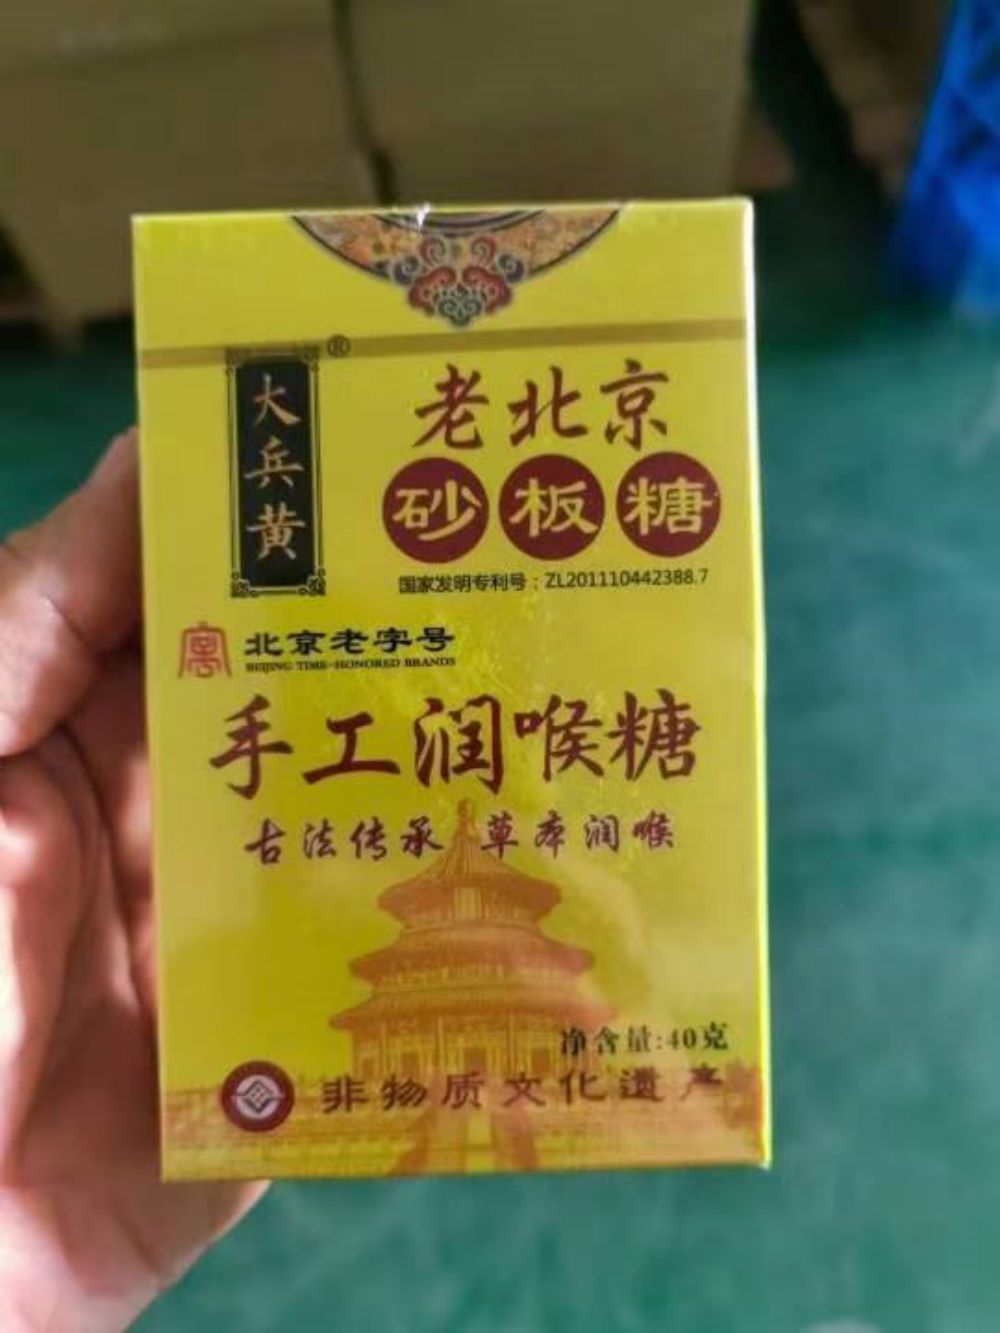 大兵黄®
老北京
砂板糖
国家发明专利号：ZL201110442388.7
北京老字号
BEIJING TIME-HONORED BRANDS
手工润喉糖
古法传承 草本润喉
净含量:40克
非物质文化遗产